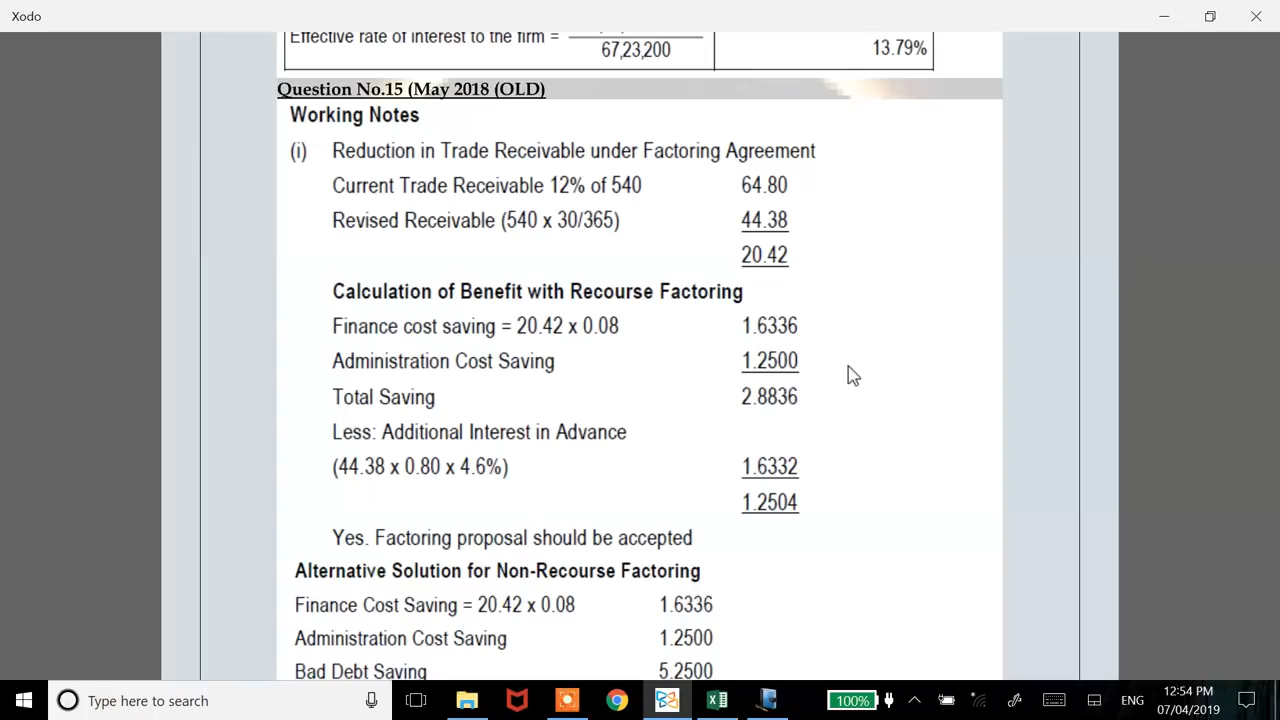 Xodo
Effective rate of interest to the firm =
67,23,200
13.79%
Question No.15 (May 2018 (OLD)
Working Notes
(i) Reduction in Trade Receivable under Factoring Agreement
Current Trade Receivable 12% of 540 64.80
Revised Receivable (540 x 30/365) 44.38
20.42
Calculation of Benefit with Recourse Factoring
Finance cost saving = 20.42 x 0.08 1.6336
Administration Cost Saving 1.2500
Total Saving 2.8836
Less: Additional Interest in Advance
(44.38 x 0.80 x 4.6%) 1.6332
1.2504
Yes. Factoring proposal should be accepted
Alternative Solution for Non-Recourse Factoring
Finance Cost Saving = 20.42 x 0.08 1.6336
Administration Cost Saving 1.2500
Bad Debt Saving 5.2500
Type here to search
100%
ENG
12:54 PM
07/04/2019